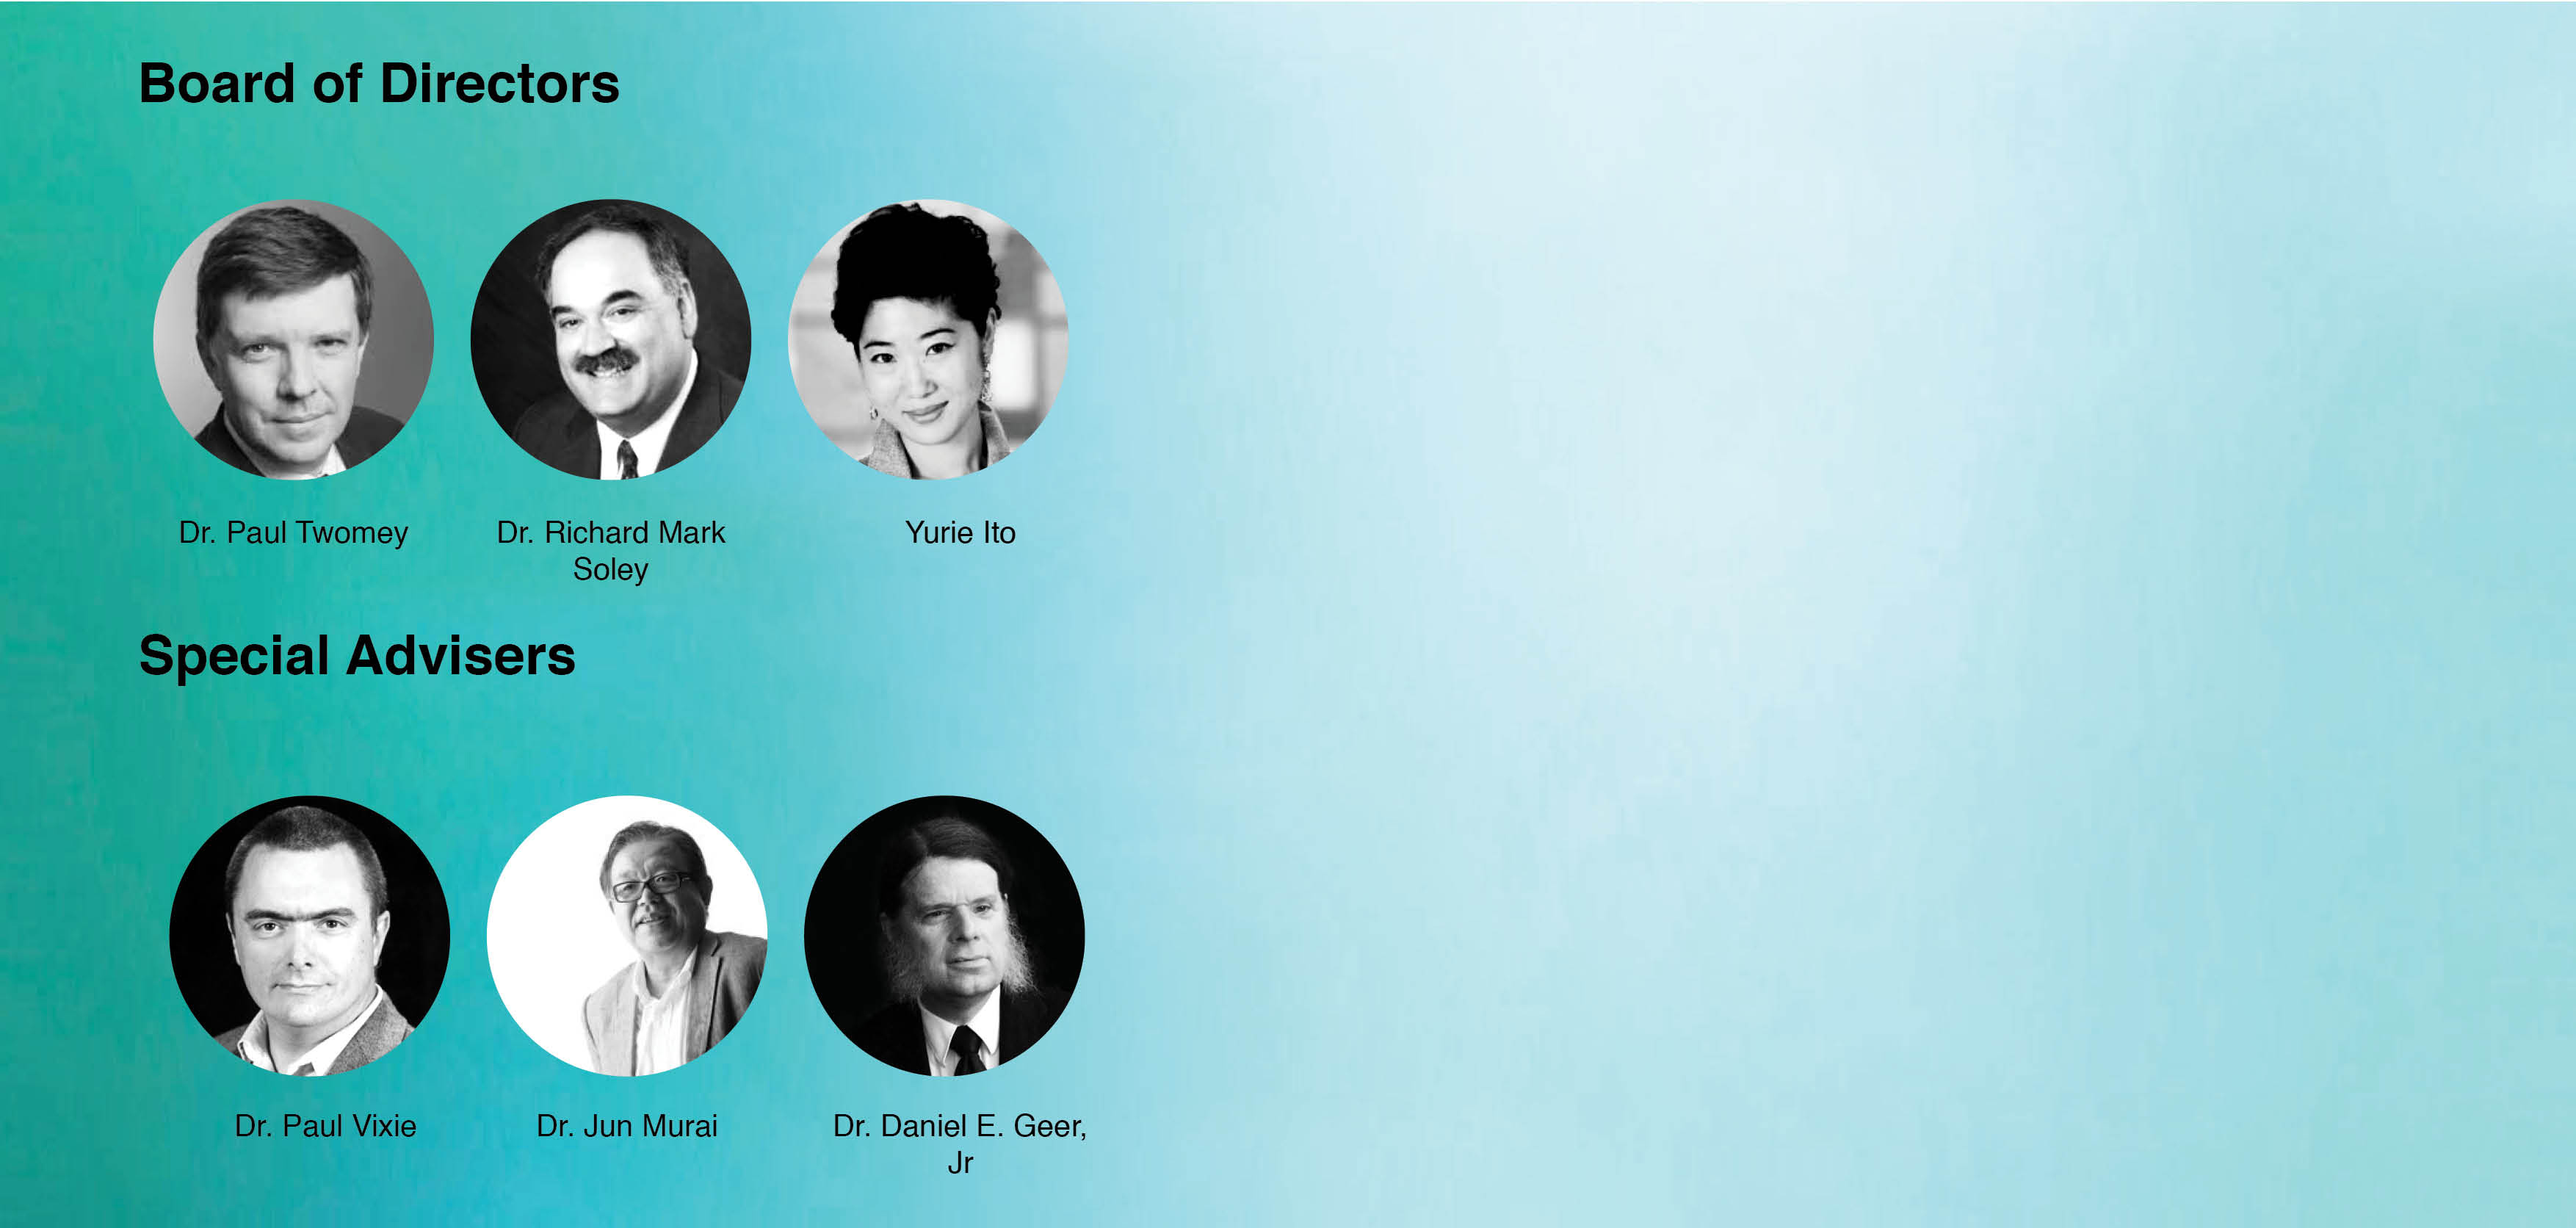 Board of Directors
Dr. Paul Twomey
Dr. Richard Mark
Soley
Yurie Ito
Special Advisers
Dr. Paul Vixie
Dr. Jun Murai
Dr. Daniel E. Geer,
Jr